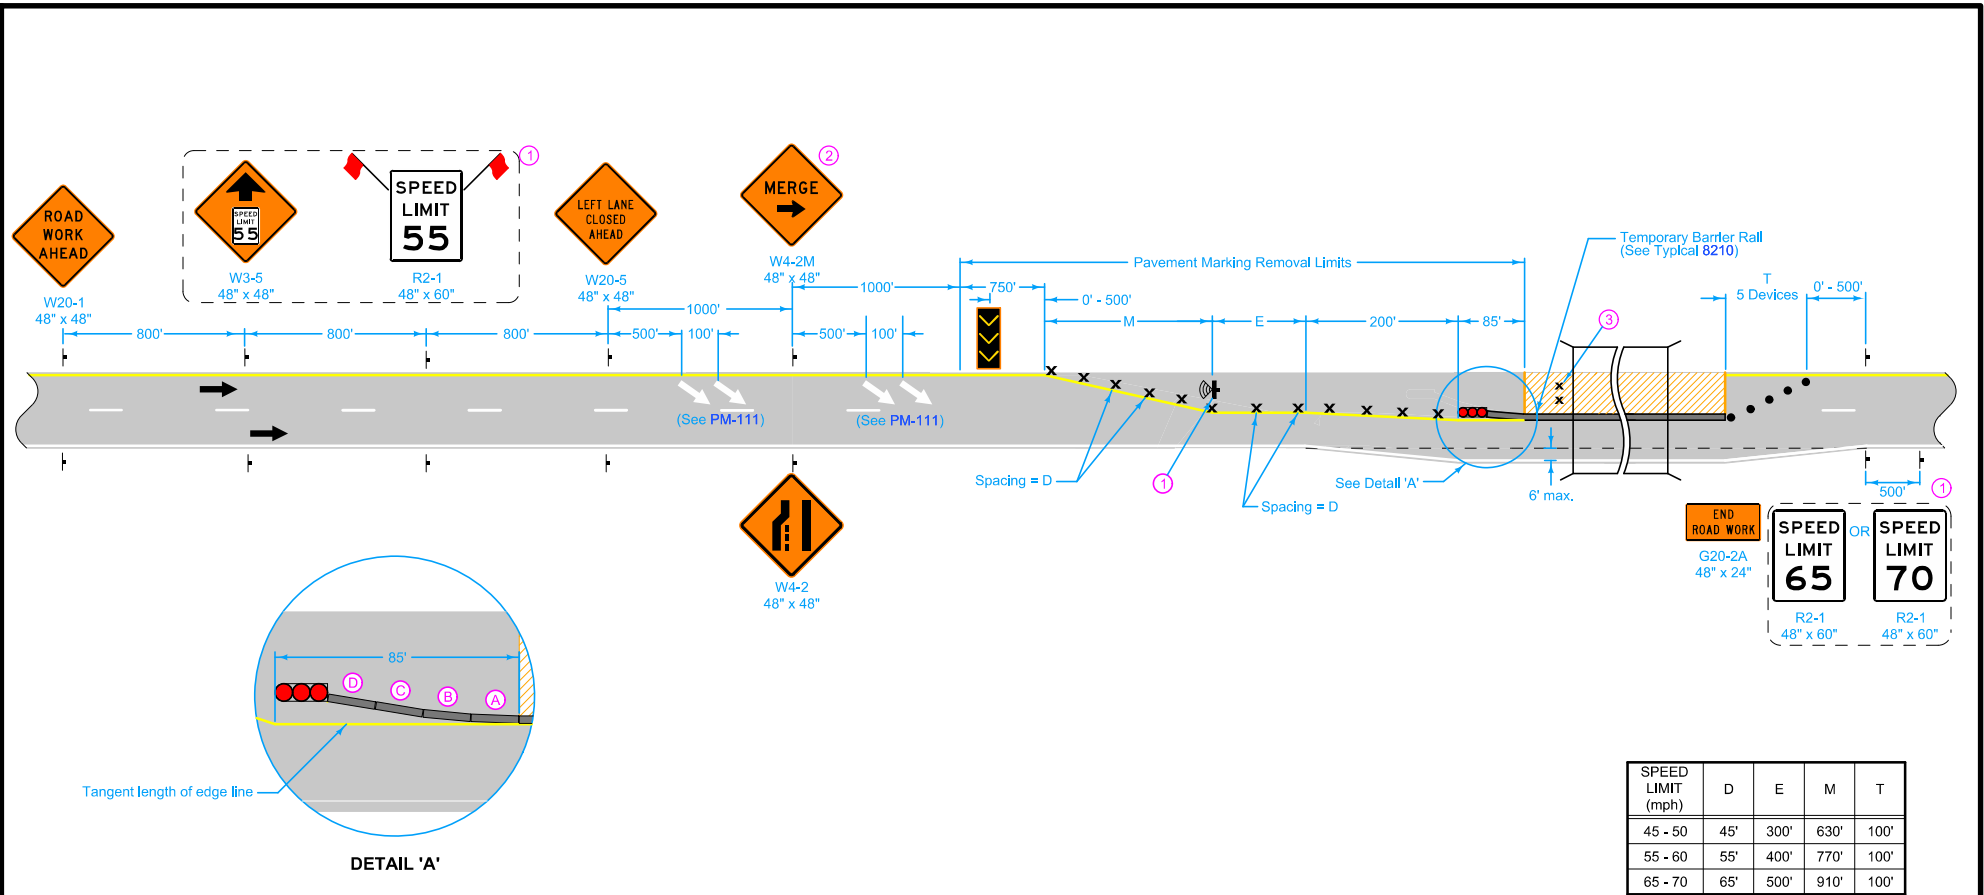 ROAD
WORK
AHEAD
W20-1
48" x 48"
SPEED
LIMIT
55
W3-5
48" x 48"
SPEED
LIMIT
55
R2-1
48" x 60"
1
LEFT LANE
CLOSED
AHEAD
W20-5
48" x 48"
MERGE
2
W4-2M
48" x 48"
800'
800'
800'
1000'
500'
100'
1000'
500'
100'
(See PM-111)
(See PM-111)
Pavement Marking Removal Limits
750'
0' - 500'
M
E
200'
85'
Temporary Barrier Rail
(See Typical 8210)
T
5 Devices
0' - 500'
3
Spacing = D
1
Spacing = D
See Detail 'A'
6' max.
500'
1
W4-2
48" x 48"
END
ROAD WORK
G20-2A
48" x 24"
SPEED
LIMIT
65
R2-1
48" x 60"
OR
SPEED
LIMIT
70
R2-1
48" x 60"
85'
D
C
B
A
Tangent length of edge line
DETAIL 'A'
SPEED LIMIT (mph) D E M T
45 - 50 45' 300' 630' 100'
55 - 60 55' 400' 770' 100'
65 - 70 65' 500' 910' 100'